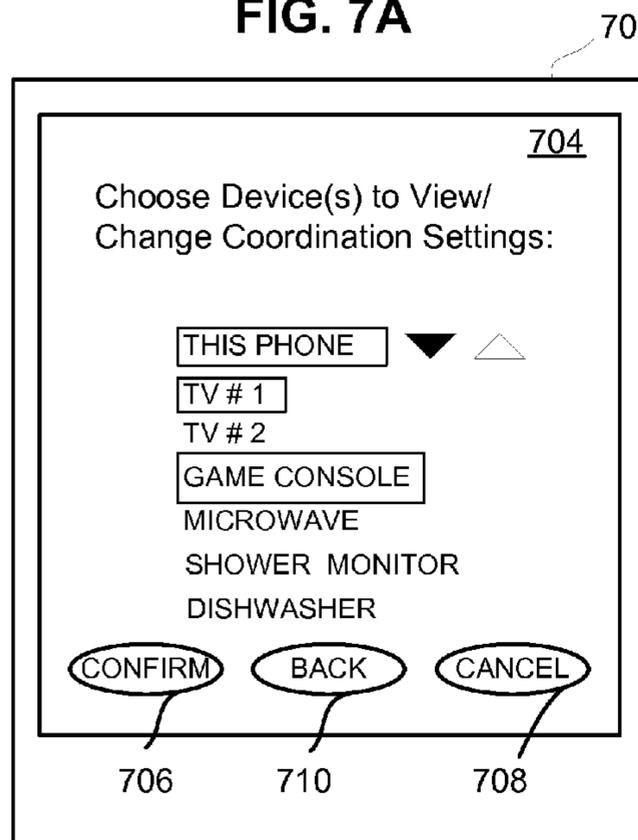 FIG. 7A
704
Choose Device(s) to View/
Change Coordination Settings:
THIS PHONE
TV # 1
TV # 2
GAME CONSOLE
MICROWAVE
SHOWER MONITOR
DISHWASHER
CONFIRM BACK CANCEL
706 710 708